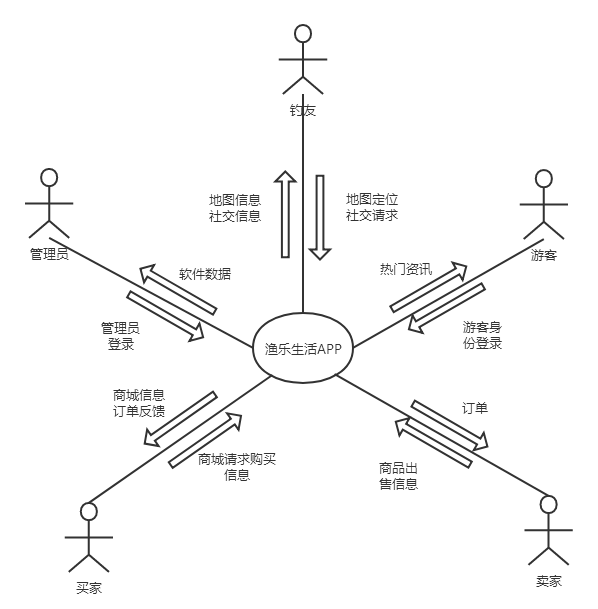 钓友
地图信息
社交信息
地图定位
社交请求
管理员
软件数据
热门资讯
游客
管理员
登录
游客身
份登录
渔乐生活APP
商城信息
订单反馈
订单
商城请求购买
信息
商品出
售信息
买家
卖家